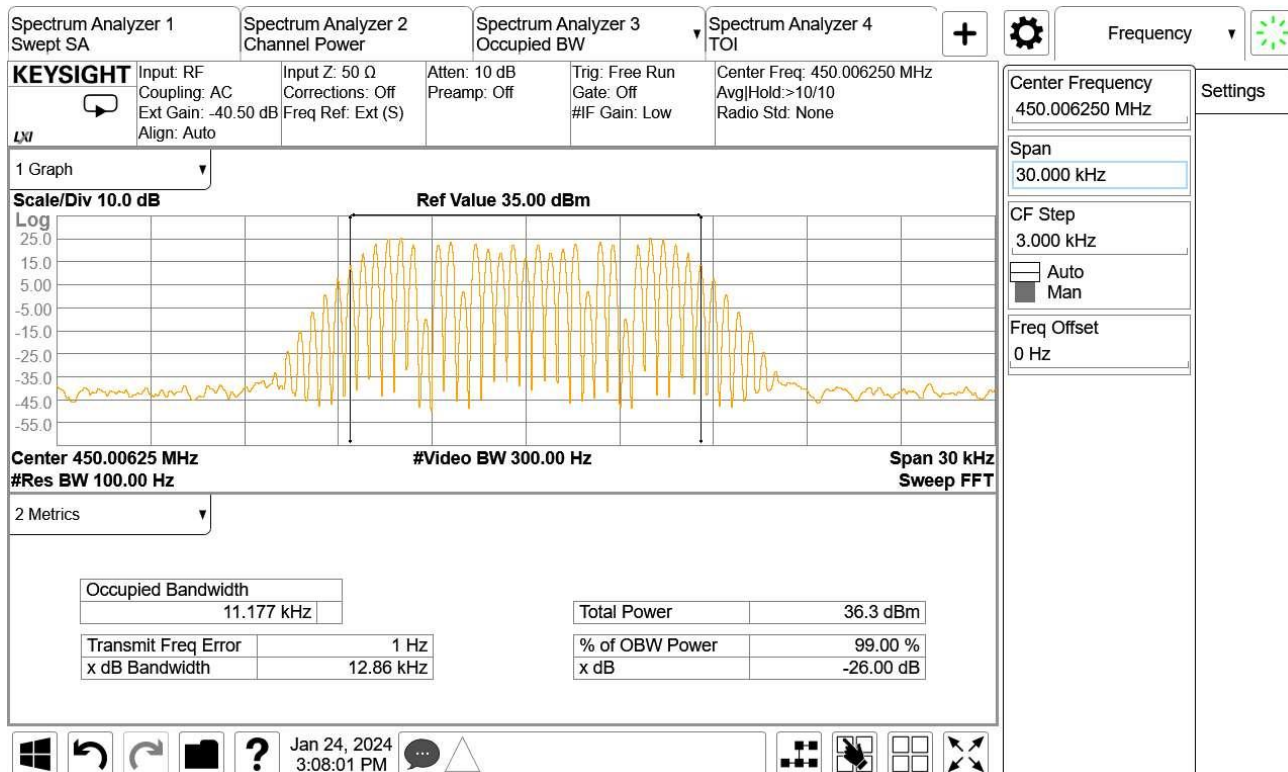 Spectrum Analyzer 1
Swept SA
Spectrum Analyzer 2
Channel Power
Spectrum Analyzer 3
Occupied BW
Spectrum Analyzer 4
TOI
+
Frequency
KEYSIGHT
LXI
Input: RF
Coupling: AC
Ext Gain: -40.50 dB
Align: Auto
Input Z: 50 Ω
Corrections: Off
Freq Ref: Ext (S)
Atten: 10 dB
Preamp: Off
Trig: Free Run
Gate: Off
#IF Gain: Low
Center Freq: 450.006250 MHz
Avg|Hold:>10/10
Radio Std: None
Center Frequency
450.006250 MHz
Settings
Span
30.000 kHz
CF Step
3.000 kHz
Auto
Man
Freq Offset
0 Hz
1 Graph
Scale/Div 10.0 dB
Ref Value 35.00 dBm
Log
25.0
15.0
5.00
-5.00
-15.0
-25.0
-35.0
-45.0
-55.0
Center 450.00625 MHz
#Video BW 300.00 Hz
Span 30 kHz
#Res BW 100.00 Hz
Sweep FFT
2 Metrics
Occupied Bandwidth
11.177 kHz
Total Power 36.3 dBm
Transmit Freq Error 1 Hz
% of OBW Power 99.00 %
x dB Bandwidth 12.86 kHz
x dB -26.00 dB
?
Jan 24, 2024
3:08:01 PM